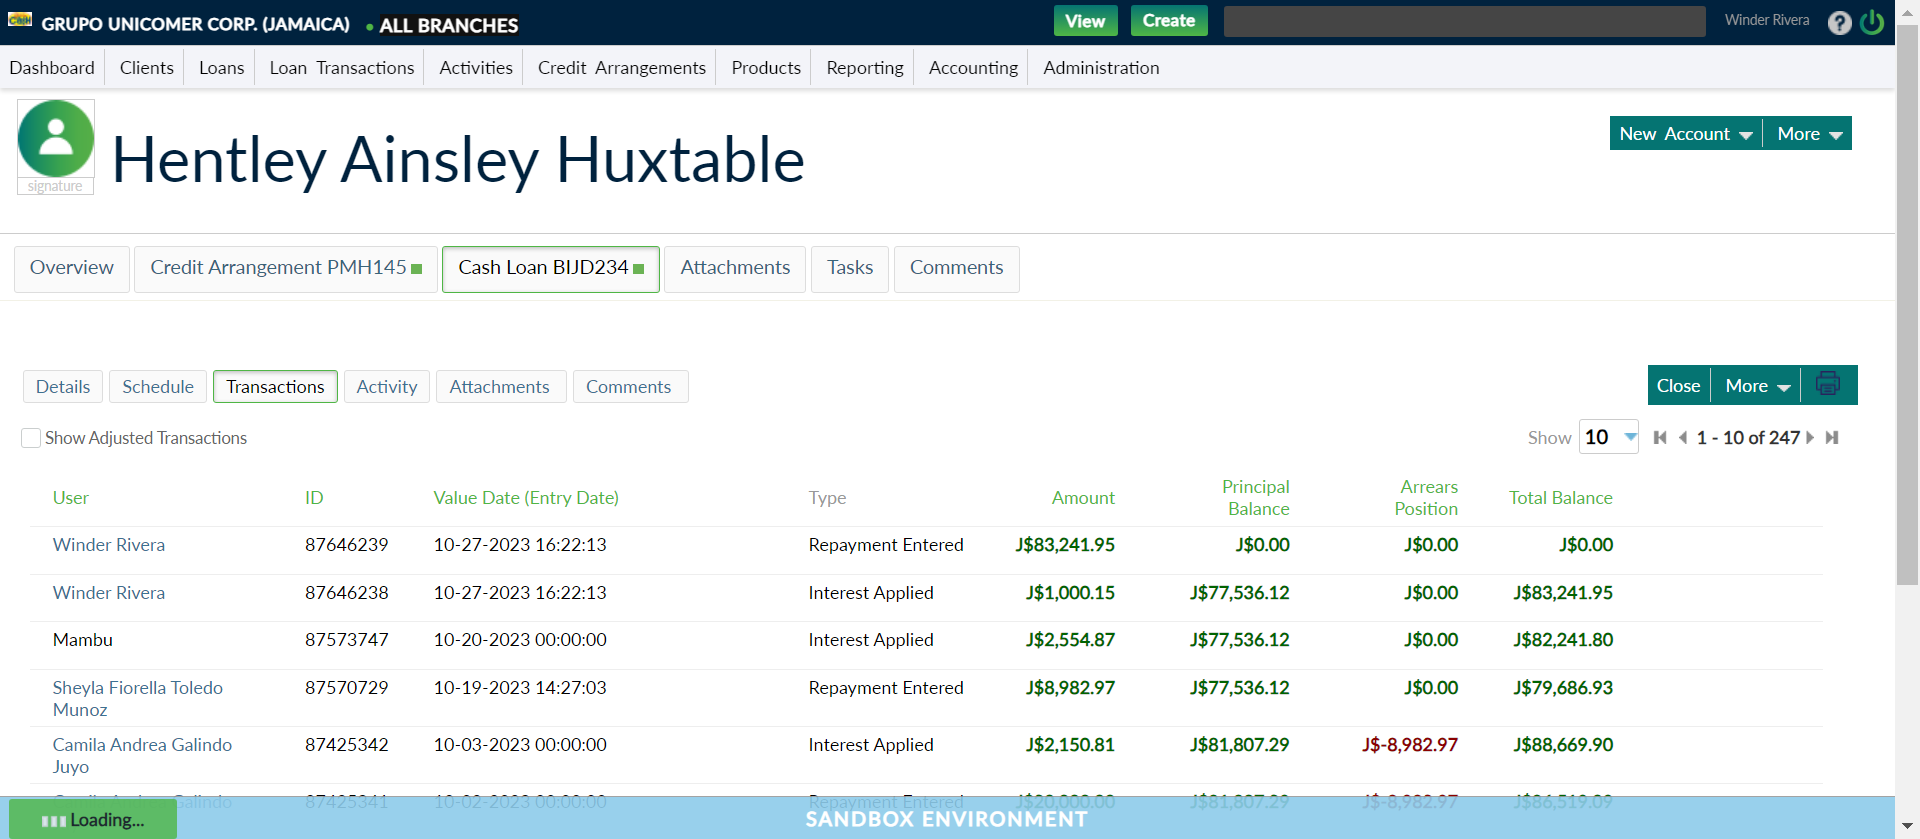 GRUPO UNICOMER CORP. (JAMAICA) ● ALL BRANCHES View Create Winder Rivera ?
Dashboard Clients Loans Loan Transactions Activities Credit Arrangements Products Reporting Accounting Administration
Hentley Ainsley Huxtable
signature
New Account More
Overview Credit Arrangement PMH145 Cash Loan BIJD234 Attachments Tasks Comments
Details Schedule Transactions Activity Attachments Comments
Close More
Show Adjusted Transactions
Show 10 1 - 10 of 247
User ID Value Date (Entry Date) Type Amount Principal Balance Arrears Position Total Balance
Winder Rivera 87646239 10-27-2023 16:22:13 Repayment Entered J$83,241.95 J$0.00 J$0.00 J$0.00
Winder Rivera 87646238 10-27-2023 16:22:13 Interest Applied J$1,000.15 J$77,536.12 J$0.00 J$83,241.95
Mambu 87573747 10-20-2023 00:00:00 Interest Applied J$2,554.87 J$77,536.12 J$0.00 J$82,241.80
Sheyla Fiorella Toledo Munoz 87570729 10-19-2023 14:27:03 Repayment Entered J$8,982.97 J$77,536.12 J$0.00 J$79,686.93
Camila Andrea Galindo Juyo 87425342 10-03-2023 00:00:00 Interest Applied J$2,150.81 J$81,807.29 J$-8,982.97 J$88,669.90
Camila Andrea Galindo 87425341 10-02-2023 00:00:00 Repayment Entered J$20,000.00 J$81,807.29 J$-8,982.97 J$86,519.09
Loading...
SANDBOX ENVIRONMENT